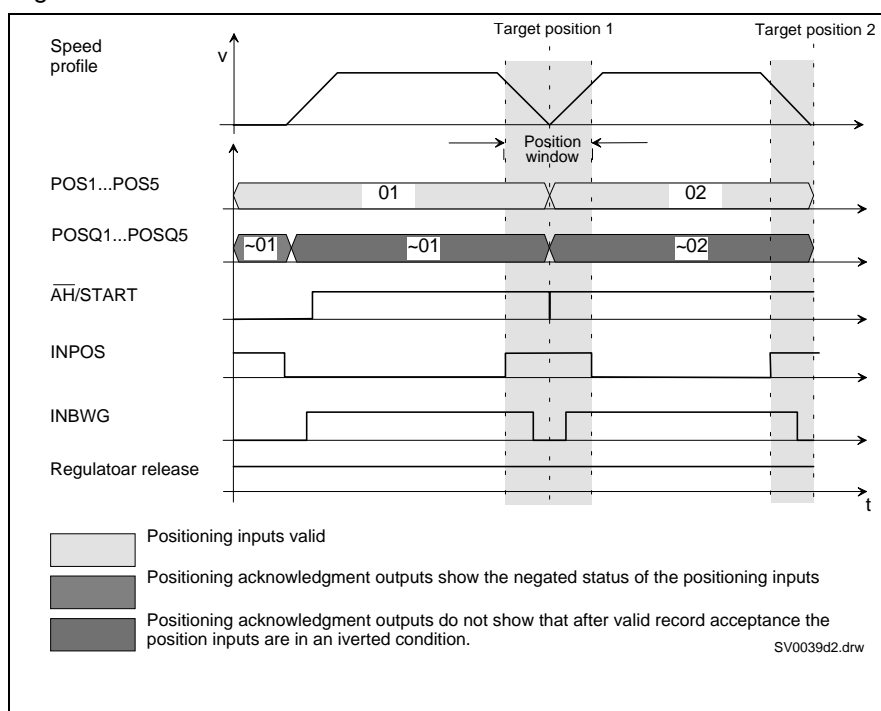 Target position 1
Target position 2
Speed
profile
v
Position
window
POS1...POS5
01
02
POSQ1...POSQ5
~01
~01
~02
AH/START
INPOS
INBWG
Regulatoar release
t
Positioning inputs valid
Positioning acknowledgment outputs show the negated status of the positioning inputs
Positioning acknowledgment outputs do not show that after valid record acceptance the
position inputs are in an iverted condition.
SV0039d2.drw